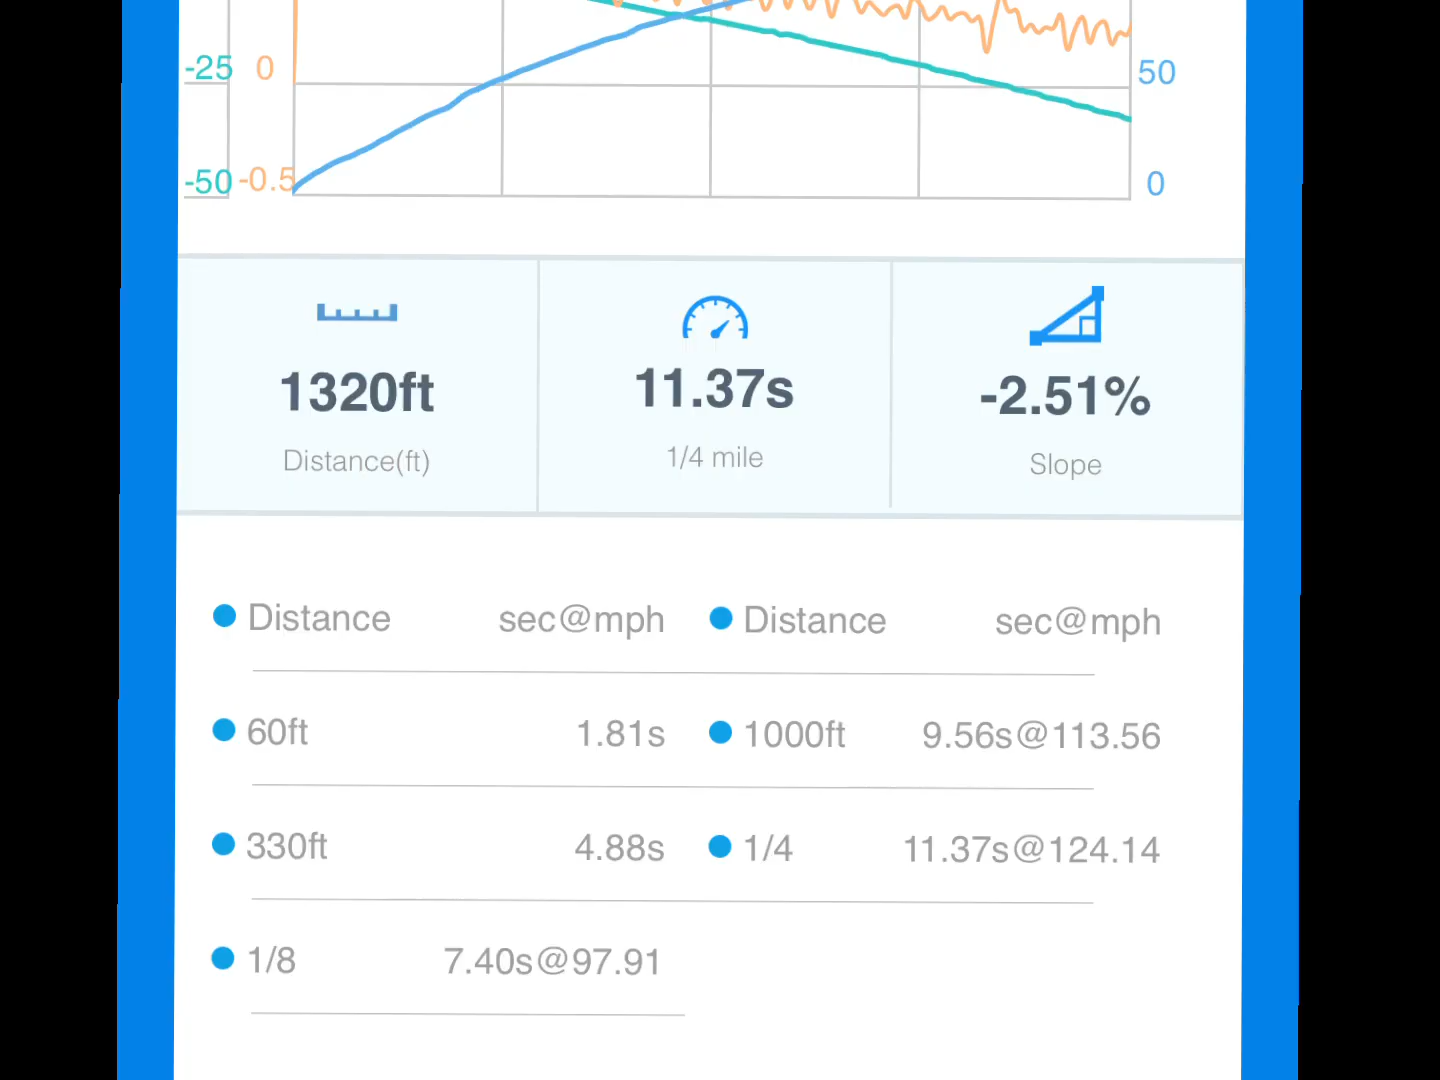 -25 0 50
-50 -0.5 0
1320ft 11.37s -2.51%
Distance(ft) 1/4 mile Slope
Distance sec@mph Distance sec@mph
60ft 1.81s 1000ft 9.56s@113.56
330ft 4.88s 1/4 11.37s@124.14
1/8 7.40s@97.91